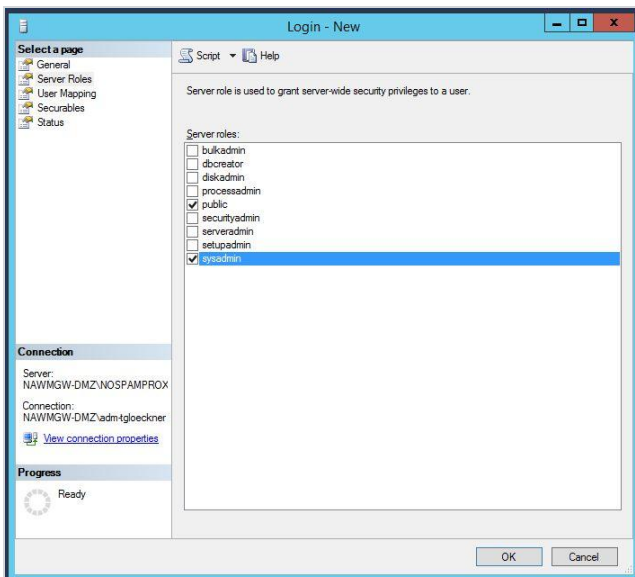 Login - New
Select a page
General
Server Roles
User Mapping
Securables
Status
Script
Help
Server role is used to grant server-wide security privileges to a user.
Server roles:
bulkadmin
dbcreator
diskadmin
processadmin
public
securityadmin
serveradmin
setupadmin
sysadmin
Connection
Server:
NAWMGW-DMZ\NOSPAMPROX
Connection:
NAWMGW-DMZ\adm-tgloeckner
View connection properties
Progress
Ready
OK
Cancel